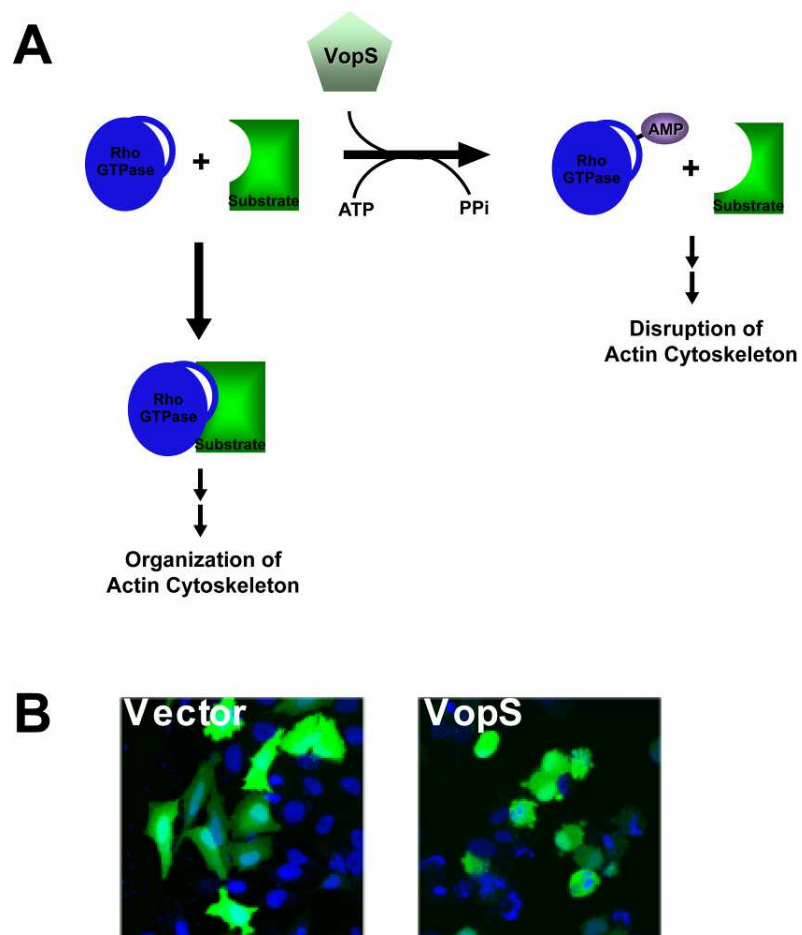 A
VopS
Rho
GTPase
+
Substrate
ATP
PPi
Rho
GTPase
AMP
+
Substrate
Disruption of
Actin Cytoskeleton
Rho
GTPase
Substrate
Organization of
Actin Cytoskeleton
B
Vector
VopS